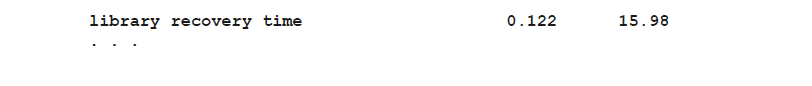 library recovery time 0.122 15.98
. . .